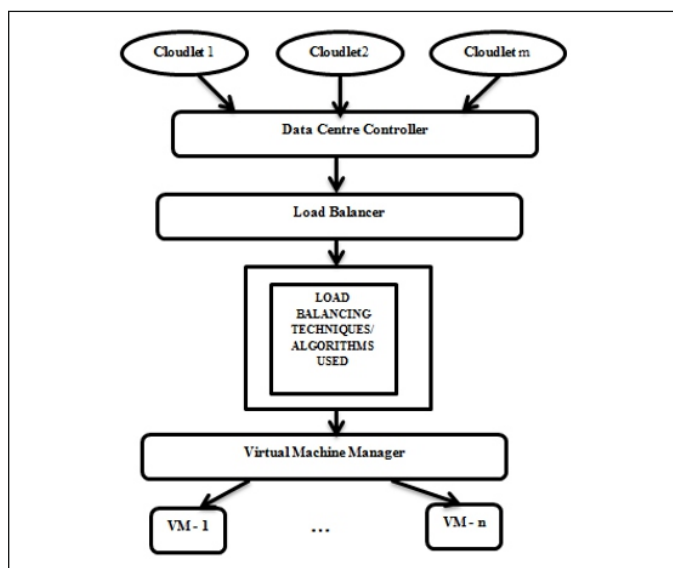 Cloudlet 1 Cloudlet2 Cloudlet m
Data Centre Controller
Load Balancer
LOAD
BALANCING
TECHNIQUES/
ALGORITHMS
USED
Virtual Machine Manager
VM - 1 ... VM - n